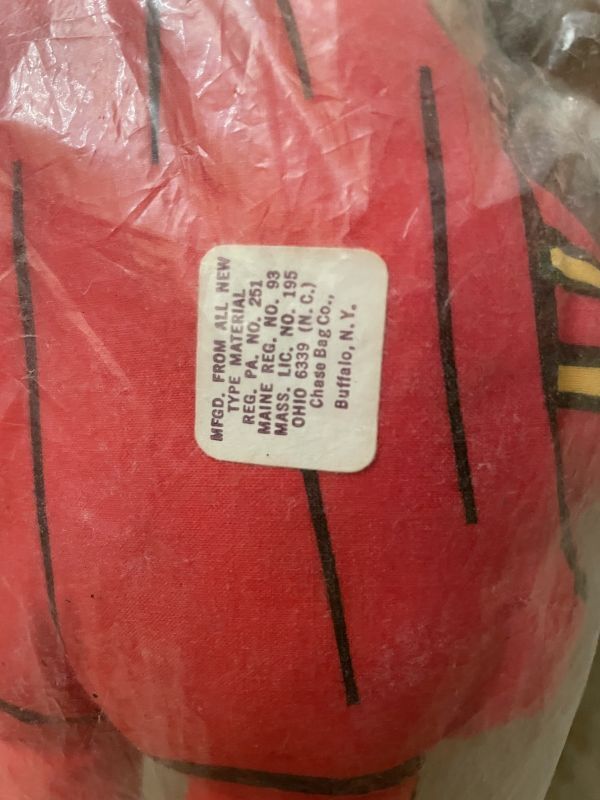 MFGD. FROM ALL NEW
TYPE MATERIAL
REG. PA. NO. 251
MAINE REG. NO. 93
MASS. LIC. NO. 195
OHIO 6339 (N.C.)
Chase Bag Co.,
Buffalo, N.Y.